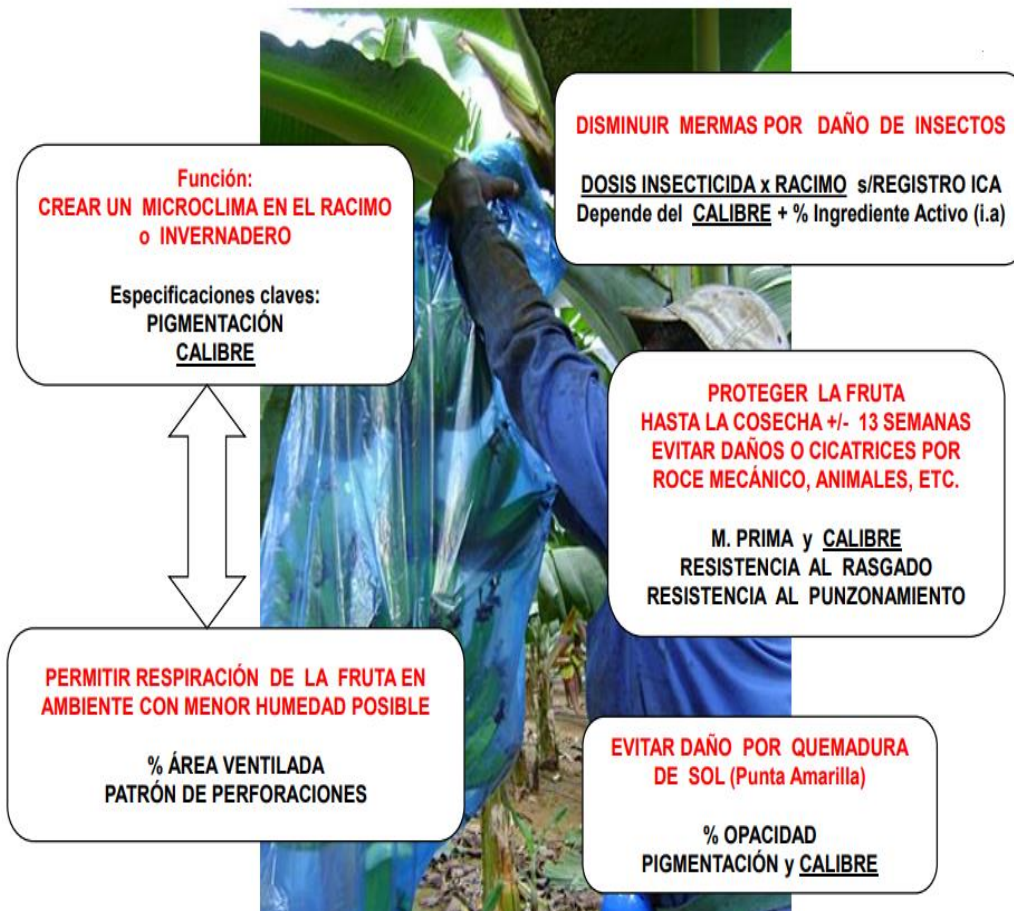 Función:
CREAR UN MICROCLIMA EN EL RACIMO
o INVERNADERO
Especificaciones claves:
PIGMENTACIÓN
CALIBRE
DISMINUIR MERMAS POR DAÑO DE INSECTOS
DOSIS INSECTICIDA x RACIMO s/REGISTRO ICA
Depende del CALIBRE + % Ingrediente Activo (i.a)
PROTEGER LA FRUTA
HASTA LA COSECHA +/- 13 SEMANAS
EVITAR DAÑOS O CICATRICES POR
ROCE MECÁNICO, ANIMALES, ETC.
M. PRIMA y CALIBRE
RESISTENCIA AL RASGADO
RESISTENCIA AL PUNZONAMIENTO
PERMITIR RESPIRACIÓN DE LA FRUTA EN
AMBIENTE CON MENOR HUMEDAD POSIBLE
% ÁREA VENTILADA
PATRÓN DE PERFORACIONES
EVITAR DAÑO POR QUEMADURA
DE SOL (Punta Amarilla)
% OPACIDAD
PIGMENTACIÓN y CALIBRE